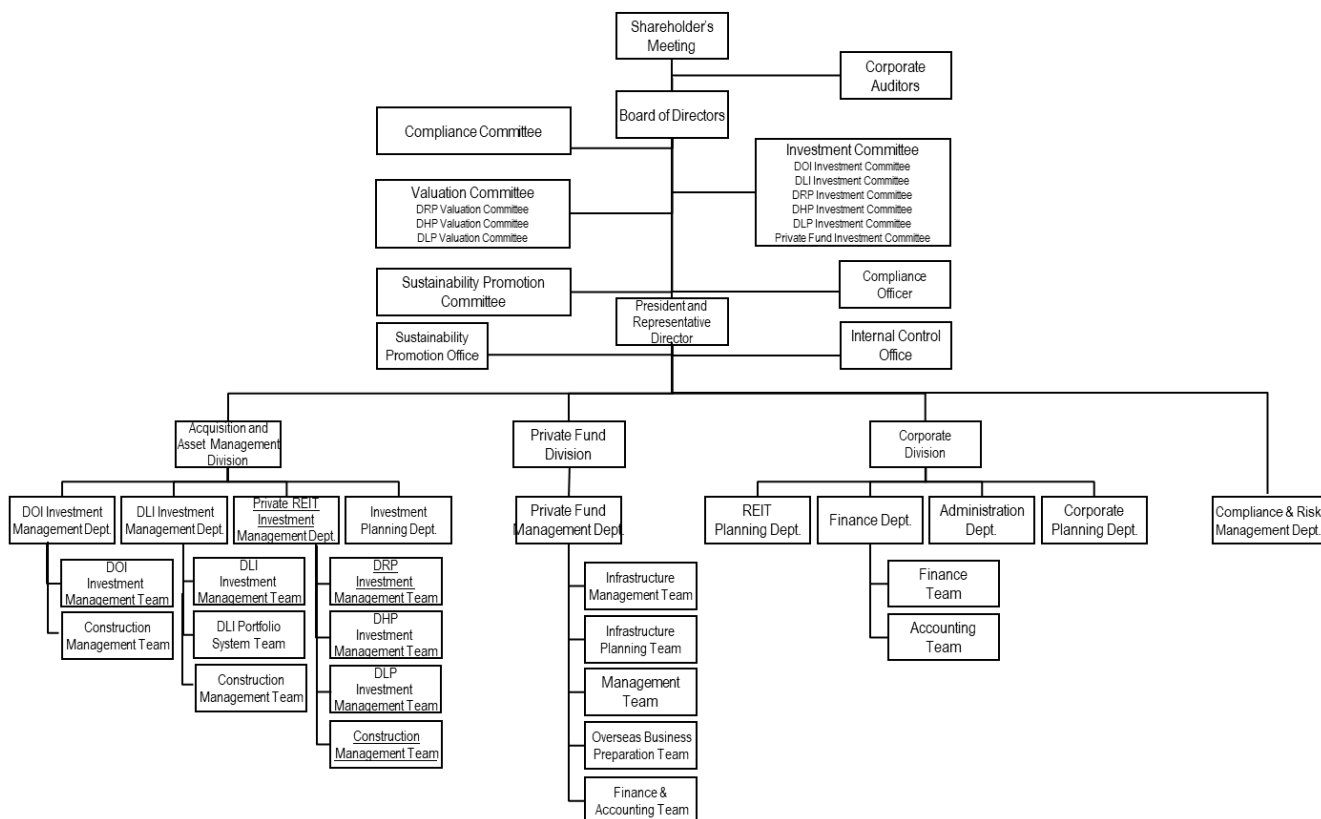 Shareholder's
Meeting
Corporate
Auditors
Board of Directors
Compliance Committee
Investment Committee
DOI Investment Committee
DLI Investment Committee
DRP Investment Committee
DHP Investment Committee
DLP Investment Committee
Private Fund Investment Committee
Valuation Committee
DRP Valuation Committee
DHP Valuation Committee
DLP Valuation Committee
Sustainability Promotion
Committee
Compliance
Officer
President and
Representative
Director
Sustainability
Promotion Office
Internal Control
Office
Acquisition and
Asset Management
Division
Private Fund
Division
Corporate
Division
DOI Investment
Management Dept.
DLI Investment
Management Dept.
Private REIT
Investment
Management Dept.
Investment
Planning Dept.
Private Fund
Management Dept.
REIT
Planning Dept.
Finance Dept.
Administration
Dept.
Corporate
Planning Dept.
Compliance & Risk
Management Dept.
DOI
Investment
Management Team
Construction
Management Team
DLI
Investment
Management Team
DLI Portfolio
System Team
Construction
Management Team
DRP
Investment
Management Team
DHP
Investment
Management Team
DLP
Investment
Management Team
Construction
Management Team
Infrastructure
Management Team
Infrastructure
Planning Team
Management
Team
Overseas Business
Preparation Team
Finance &
Accounting Team
Finance
Team
Accounting
Team